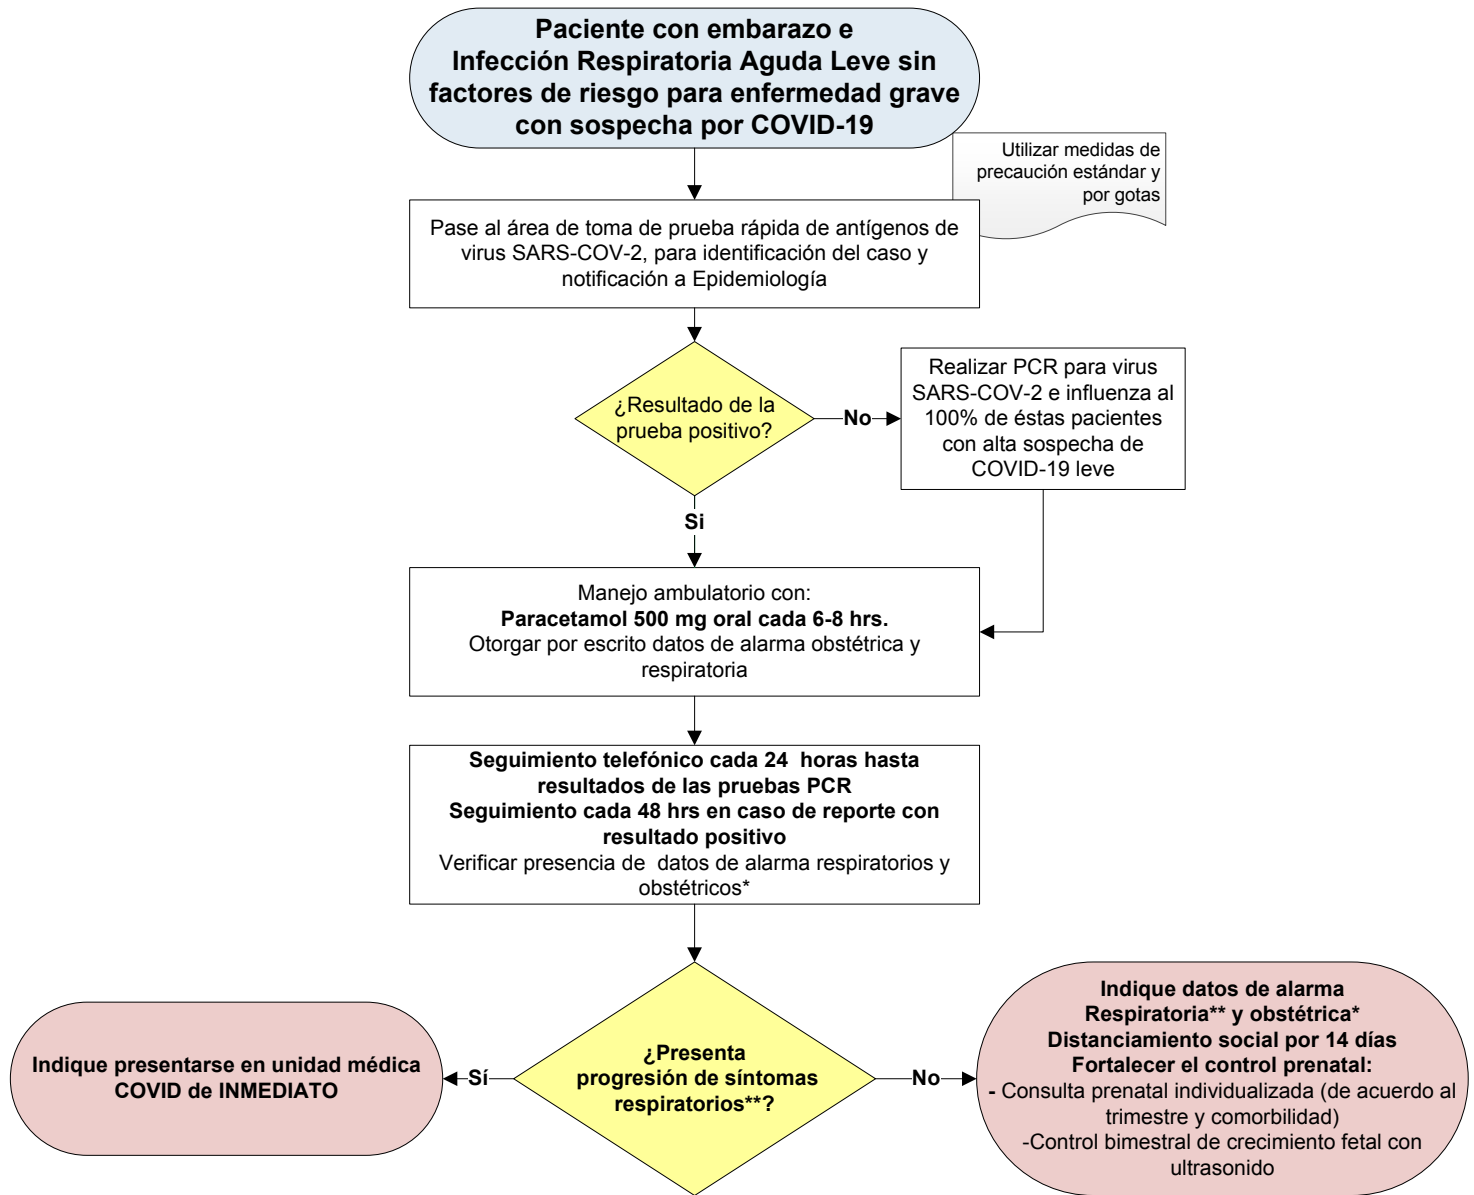 Paciente con embarazo e
Infección Respiratoria Aguda Leve sin
factores de riesgo para enfermedad grave
con sospecha por COVID-19
Utilizar medidas de
precaución estándar y
por gotas
Pase al área de toma de prueba rápida de antígenos de
virus SARS-COV-2, para identificación del caso y
notificación a Epidemiología
¿Resultado de la
prueba positivo?
No
Realizar PCR para virus
SARS-COV-2 e influenza al
100% de éstas pacientes
con alta sospecha de
COVID-19 leve
Si
Manejo ambulatorio con:
Paracetamol 500 mg oral cada 6-8 hrs.
Otorgar por escrito datos de alarma obstétrica y
respiratoria
Seguimiento telefónico cada 24 horas hasta
resultados de las pruebas PCR
Seguimiento cada 48 hrs en caso de reporte con
resultado positivo
Verificar presencia de datos de alarma respiratorios y
obstétricos*
¿Presenta
progresión de síntomas
respiratorios**?
Sí
Indique presentarse en unidad médica
COVID de INMEDIATO
No
Indique datos de alarma
Respiratoria** y obstétrica*
Distanciamiento social por 14 días
Fortalecer el control prenatal:
- Consulta prenatal individualizada (de acuerdo al
trimestre y comorbilidad)
-Control bimestral de crecimiento fetal con
ultrasonido